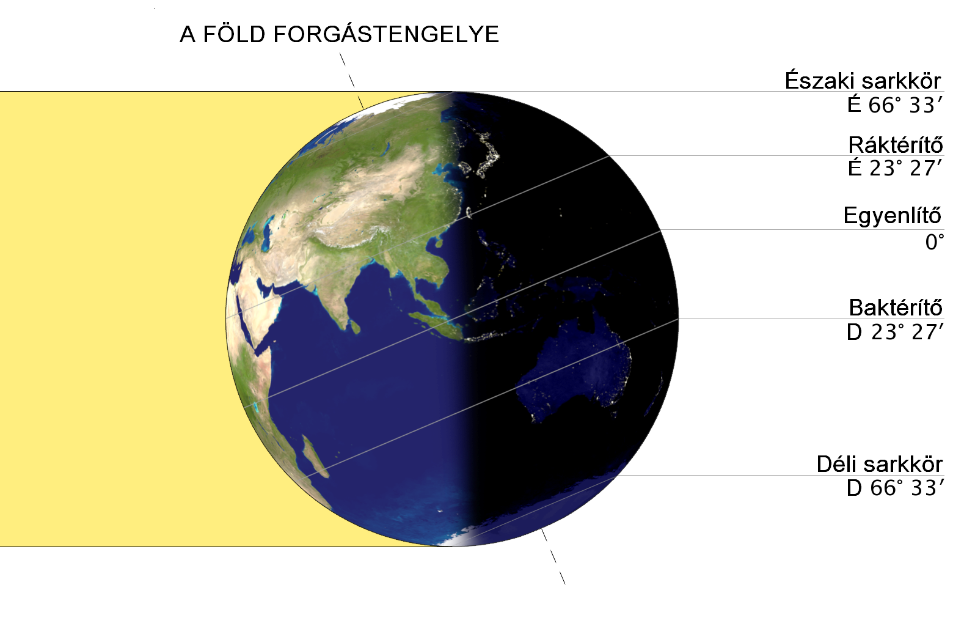 A FÖLD FORGÁSTENGELYE
Északi sarkkör
É 66° 33′
Ráktérítő
É 23° 27′
Egyenlítő
0°
Baktérítő
D 23° 27′
Déli sarkkör
D 66° 33′